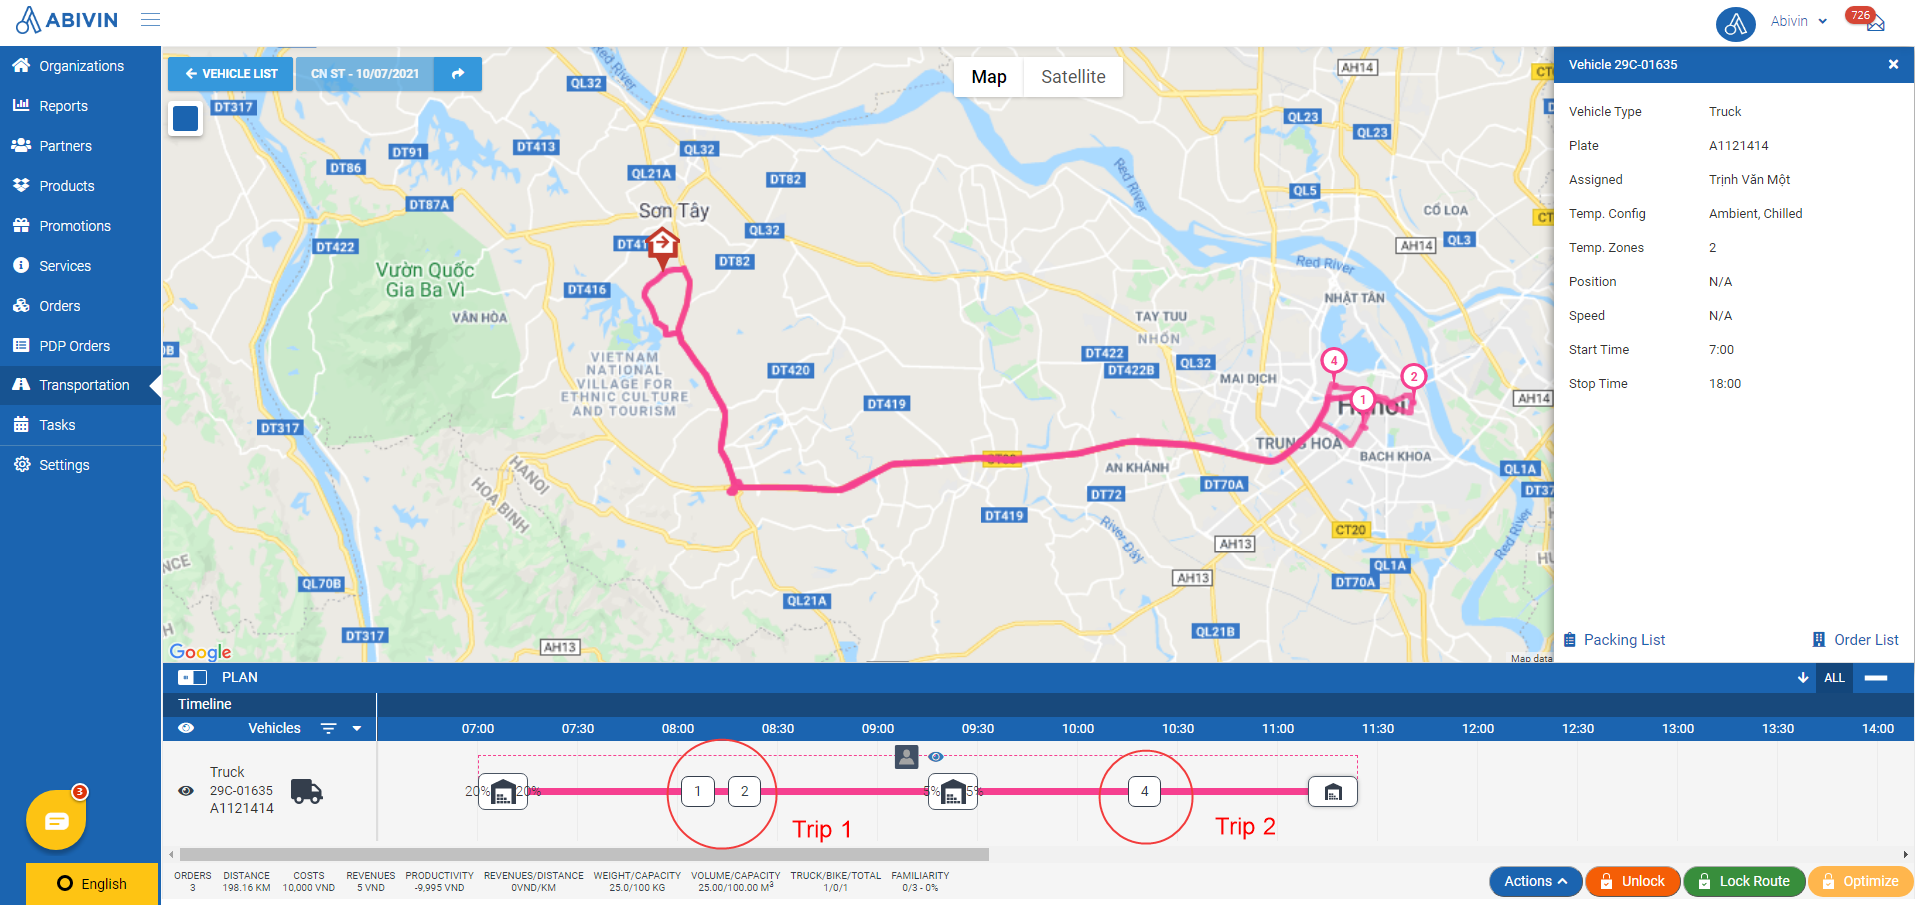 ABIVIN
Abivin
726
Organizations
Reports
Partners
Products
Promotions
Services
Orders
PDP Orders
Transportation
Tasks
Settings
3
English
VEHICLE LIST
CN ST - 10/07/2021
Map
Satellite
Red River
QL32
AH14
DT317
QL23
QL23
DT413
DT91
QL32
DT86
QL21A
DT82
QL5
Red River
DT87A
Sơn Tây
CỔ LOA
DT422
QL32
AH14
QL3
DT82
Vườn Quốc
Gia Ba Vì
Red River
DT416
NHẬT TÂN
VÂN HÒA
TAY TUU
NHỔN
VIETNAM
NATIONAL
VILLAGE FOR
ETHNIC CULTURE
AND TOURISM
DT422
DT422B
QL32
DT420
MAI DỊCH
4
2
1
DT419
AH14
DT317
TRUNG HOÀ
BACH KHOA
HANOI
HOA BINH
AN KHÁNH
QL1A
DT70A
DT72
DT419
River Đáy
CT20
AH13
Red River
QL1A
DT70A
AH13
QL70B
QL21A
DT317
QL21B
AH13
Google
Map data
Vehicle 29C-01635
Vehicle Type Truck
Plate A1121414
Assigned Trịnh Văn Một
Temp. Config Ambient, Chilled
Temp. Zones 2
Position N/A
Speed N/A
Start Time 7:00
Stop Time 18:00
Packing List
Order List
PLAN
ALL
Timeline
Vehicles
07:00 07:30 08:00 08:30 09:00 09:30 10:00 10:30 11:00 11:30 12:00 12:30 13:00 13:30 14:00
Truck
29C-01635
A1121414
20% 20% 1 2 5% 5% 4
Trip 1
Trip 2
ORDERS DISTANCE COSTS REVENUES PRODUCTIVITY REVENUES/DISTANCE WEIGHT/CAPACITY VOLUME/CAPACITY TRUCK/BIKE/TOTAL FAMILIARITY
3 198.16 KM 10,000 VND 5 VND -9,995 VND 0VND/KM 25.0/100 KG 25.00/100.00 M³ 1/0/1 0/3 - 0%
Actions
Unlock
Lock Route
Optimize